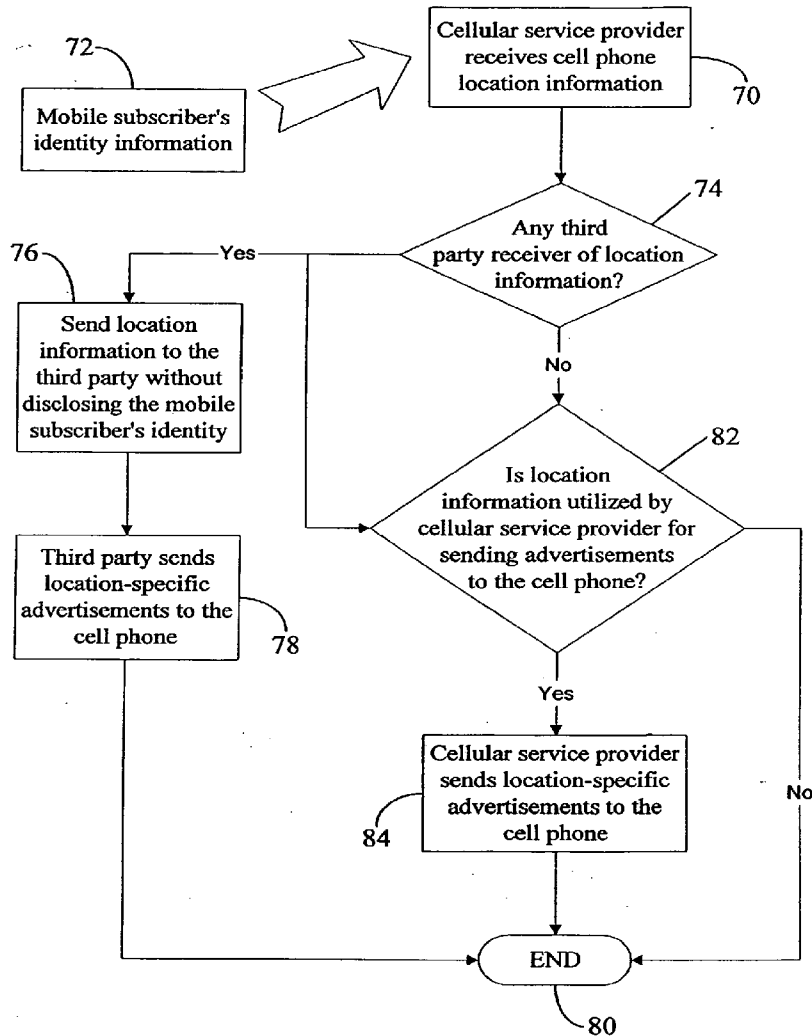 72
Mobile subscriber's
identity information
Cellular service provider
receives cell phone
location information
70
74
Any third
party receiver of location
information?
Yes
No
76
Send location
information to the
third party without
disclosing the mobile
subscriber's identity
82
Is location
information utilized by
cellular service provider for
sending advertisements
to the cell phone?
Third party sends
location-specific
advertisements to the
cell phone
78
Yes
No
Cellular service provider
sends location-specific
advertisements to the
cell phone
84
END
80